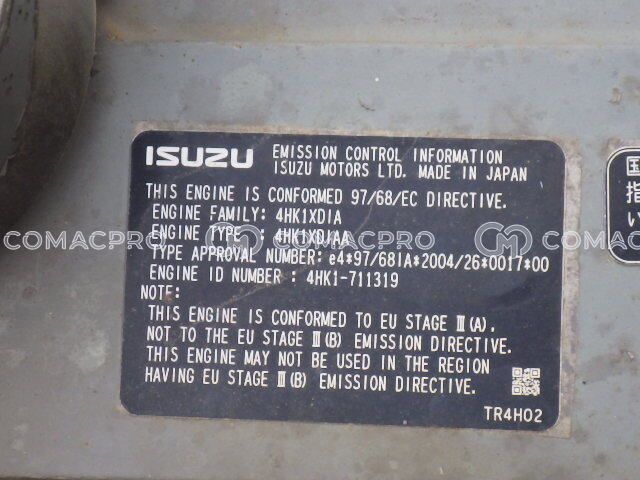 ISUZU EMISSION CONTROL INFORMATION
ISUZU MOTORS LTD. MADE IN JAPAN
THIS ENGINE IS CONFORMED 97/68/EC DIRECTIVE.
ENGINE FAMILY: 4HK1XDIA
ENGINE TYPE : 4HK1XDIAA
COMACPRO COMACPRO COMACPRO
TYPE APPROVAL NUMBER: e4*97/68IA*2004/26*0017*00
ENGINE ID NUMBER : 4HK1-711319
NOTE:
THIS ENGINE IS CONFORMED TO EU STAGE Ⅲ(A).
NOT TO THE EU STAGE Ⅲ(B) EMISSION DIRECTIVE.
THIS ENGINE MAY NOT BE USED IN THE REGION
HAVING EU STAGE Ⅲ(B) EMISSION DIRECTIVE.
TR4H02
国
指
い